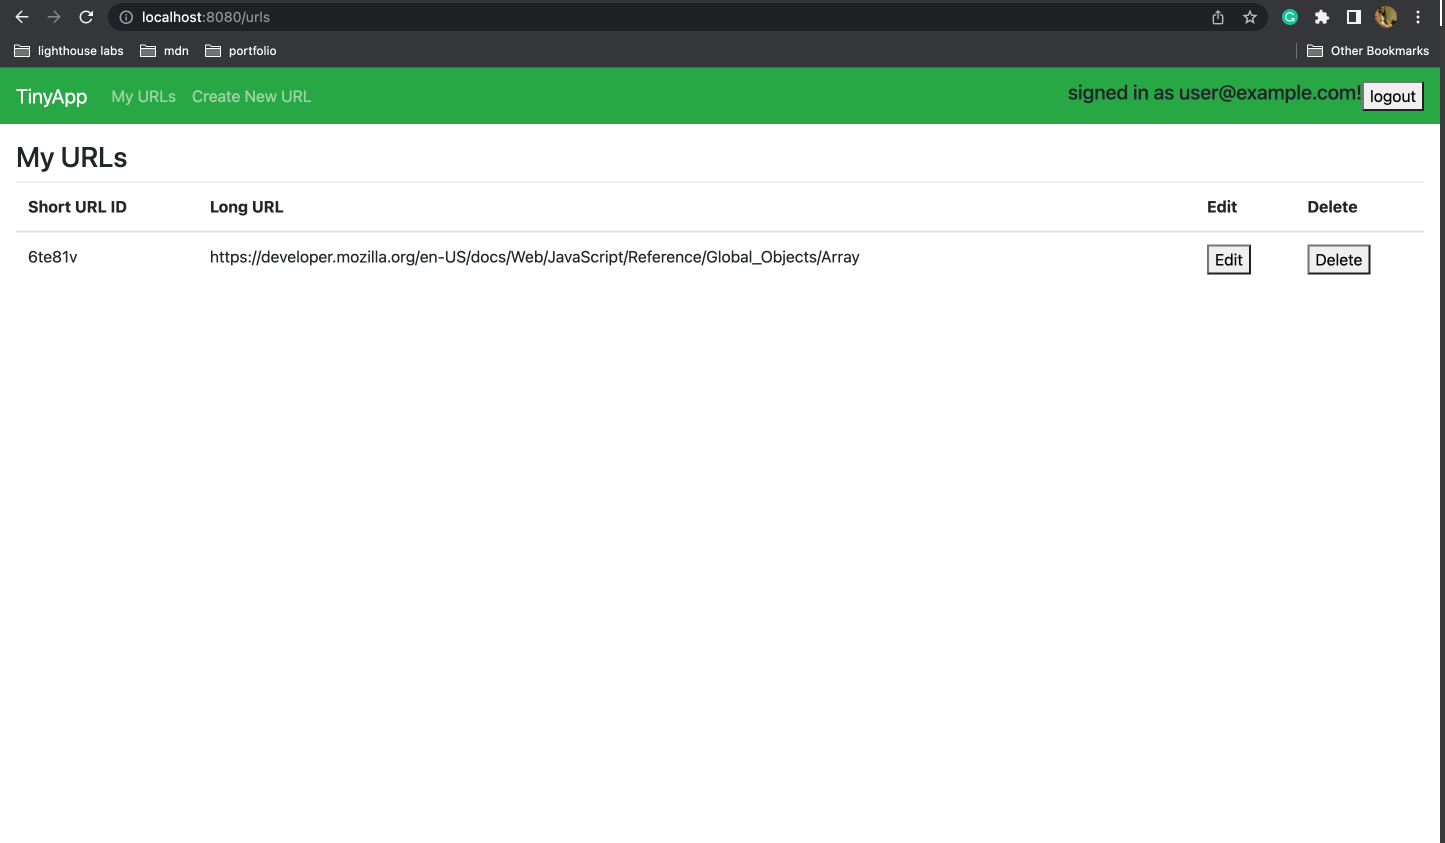 localhost:8080/urls
lighthouse labs mdn portfolio Other Bookmarks
TinyApp My URLs Create New URL signed in as user@example.com! logout
My URLs
Short URL ID Long URL Edit Delete
6te81v https://developer.mozilla.org/en-US/docs/Web/JavaScript/Reference/Global_Objects/Array Edit Delete